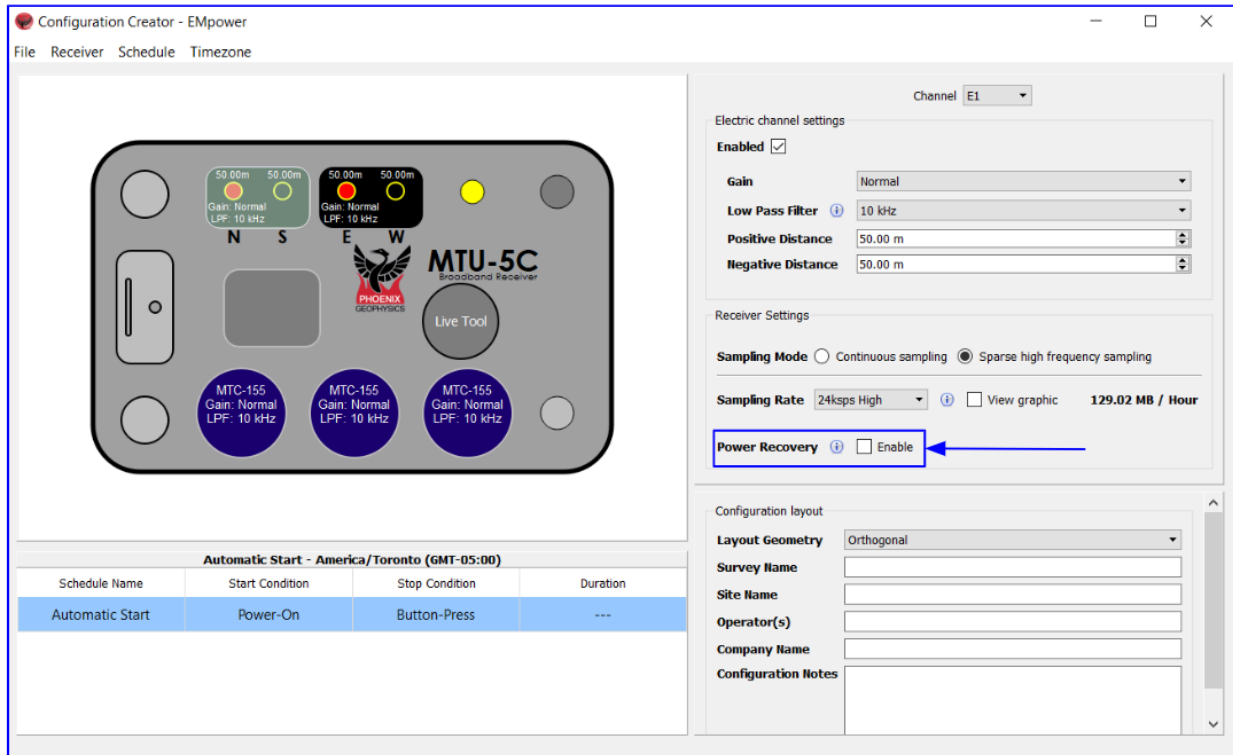 Configuration Creator - EMpower
File Receiver Schedule Timezone
50.00m 50.00m 50.00m 50.00m
Gain: Normal Gain: Normal
LPF: 10 kHz LPF: 10 kHz
N S E W
MTU-5C
Broadband Receiver
PHOENIX
GEOPHYSICS
Live Tool
MTC-155 MTC-155 MTC-155
Gain: Normal Gain: Normal Gain: Normal
LPF: 10 kHz LPF: 10 kHz LPF: 10 kHz
Automatic Start - America/Toronto (GMT-05:00)
Schedule Name Start Condition Stop Condition Duration
Automatic Start Power-On Button-Press ---
Channel E1
Electric channel settings
Enabled
Gain Normal
Low Pass Filter i 10 kHz
Positive Distance 50.00 m
Negative Distance 50.00 m
Receiver Settings
Sampling Mode Continuous sampling Sparse high frequency sampling
Sampling Rate 24ksps High i View graphic 129.02 MB / Hour
Power Recovery i Enable
Configuration layout
Layout Geometry Orthogonal
Survey Name
Site Name
Operator(s)
Company Name
Configuration Notes